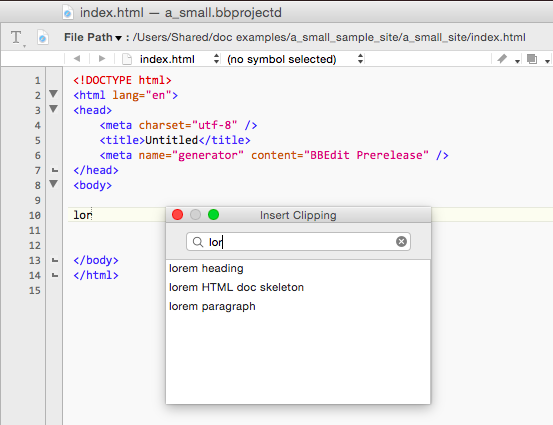 index.html — a_small.bbprojectd
T File Path ▾ : /Users/Shared/doc examples/a_small_sample_site/a_small_site/index.html
index.html (no symbol selected)
1 <!DOCTYPE html>
2 <html lang="en">
3 <head>
4 <meta charset="utf-8" />
5 <title>Untitled</title>
6 <meta name="generator" content="BBEdit Prerelease" />
7 </head>
8 <body>
9
10 lor
11
12
13 </body>
14 </html>
15
Insert Clipping
lor
lorem heading
lorem HTML doc skeleton
lorem paragraph